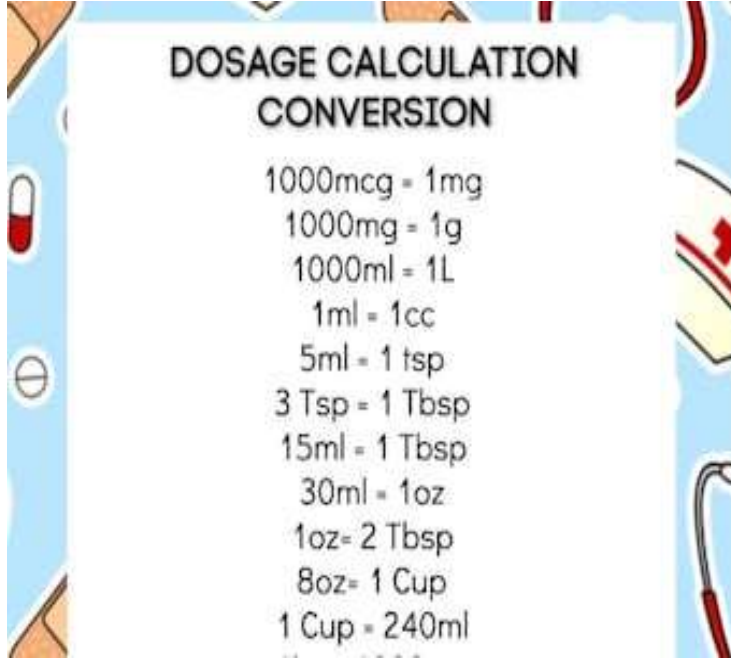 DOSAGE CALCULATION
CONVERSION
1000mcg = 1mg
1000mg = 1g
1000ml = 1L
1ml = 1cc
5ml = 1 tsp
3 Tsp = 1 Tbsp
15ml = 1 Tbsp
30ml = 1oz
1oz= 2 Tbsp
8oz= 1 Cup
1 Cup = 240ml